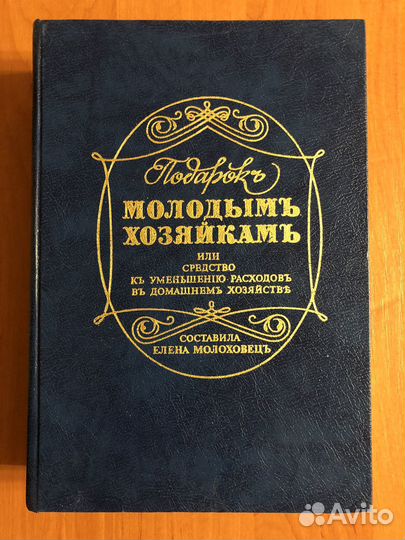 Подарокъ
МОЛОДЫМЪ
ХОЗЯЙКАМЪ
ИЛИ
СРЕДСТВО
КЪ УМЕНЬШЕНІЮ РАСХОДОВЪ
ВЪ ДОМАШНЕМЪ ХОЗЯЙСТВѢ
СОСТАВИЛА
ЕЛЕНА МОЛОХОВЕЦЪ
Avito